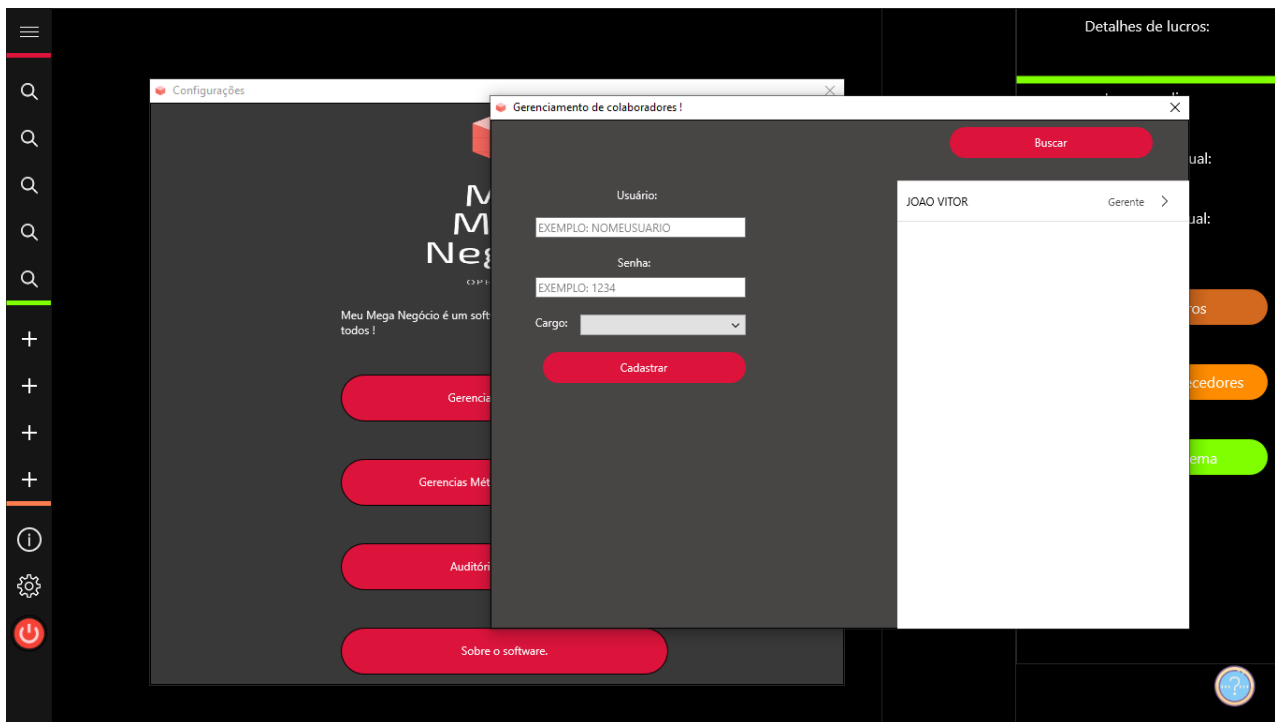 Detalhes de lucros:
Configurações
Gerenciamento de colaboradores !
Buscar
ual:
Usuário:
JOAO VITOR
Gerente
EXEMPLO: NOMEUSUARIO
ual:
Senha:
EXEMPLO: 1234
Meu Mega Negócio é um soft
todos !
Cargo:
ros
Cadastrar
ecedores
Gerencia
ema
Gerencias Mét
Auditóri
Sobre o software.